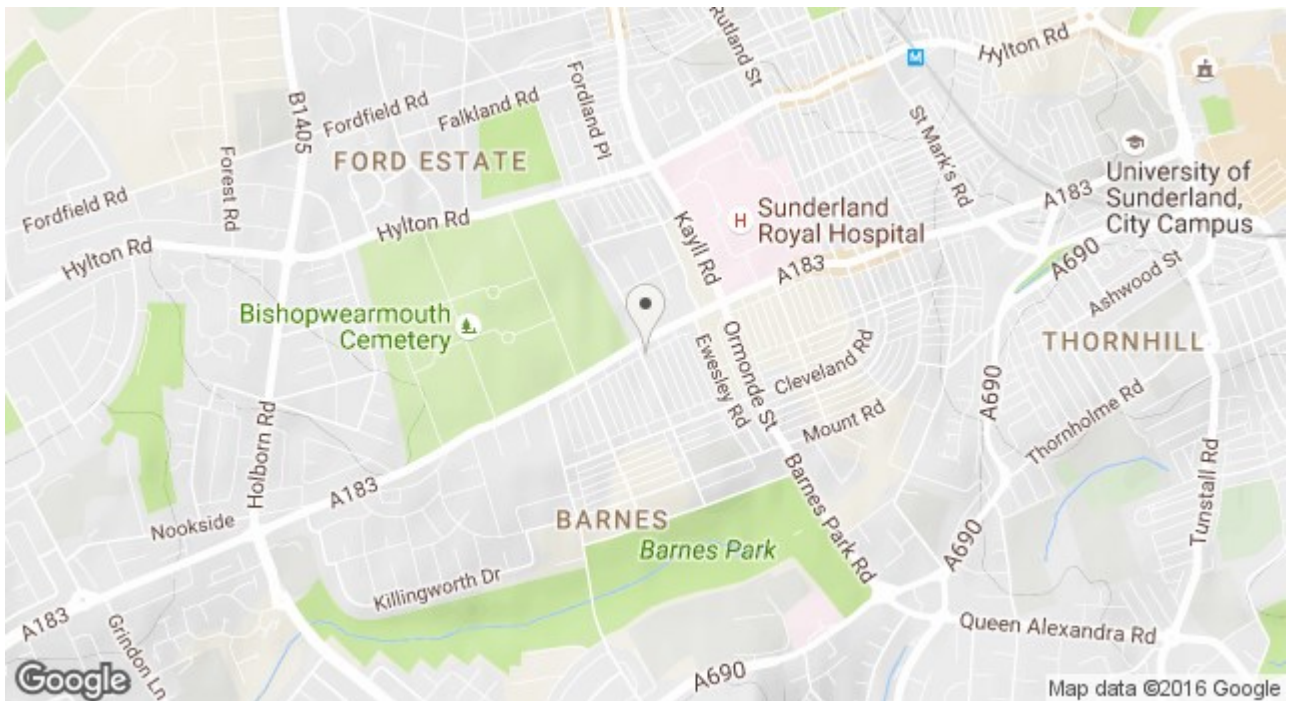 Rutland St
Hylton Rd
M
B1405
Fordfield Rd
Falkland Rd
Fordland Pl
St Mark's Rd
FORD ESTATE
Forest Rd
University of
Sunderland,
City Campus
Fordfield Rd
Hylton Rd
Hylton Rd
Kayll Rd
H
Sunderland
Royal Hospital
A183
A183
A690
Ashwood St
Bishopwearmouth
Cemetery
Ormonde St
Ewesley Rd
Cleveland Rd
THORNHILL
A690
Mount Rd
Thornholme Rd
Holborn Rd
A183
Nookside
BARNES
Barnes Park
Barnes Park Rd
Tunstall Rd
A690
Killingworth Dr
A183
Grindon Ln
Queen Alexandra Rd
A690
Google
Map data ©2016 Google